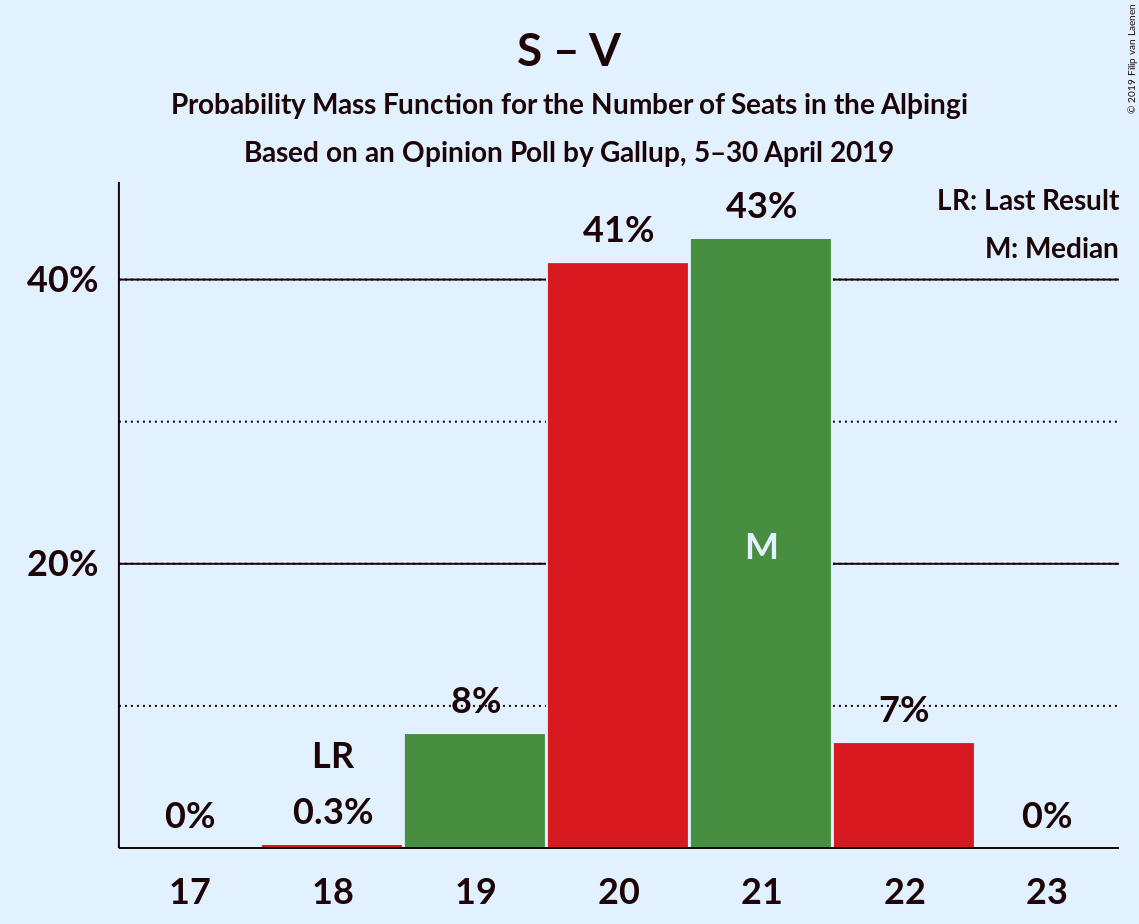 S – V
Probability Mass Function for the Number of Seats in the Alþingi
Based on an Opinion Poll by Gallup, 5–30 April 2019
© 2019 Filip van Laenen
LR: Last Result
M: Median
40%
20%
0%
LR
0.3%
8%
41%
43%
M
7%
0%
17 18 19 20 21 22 23